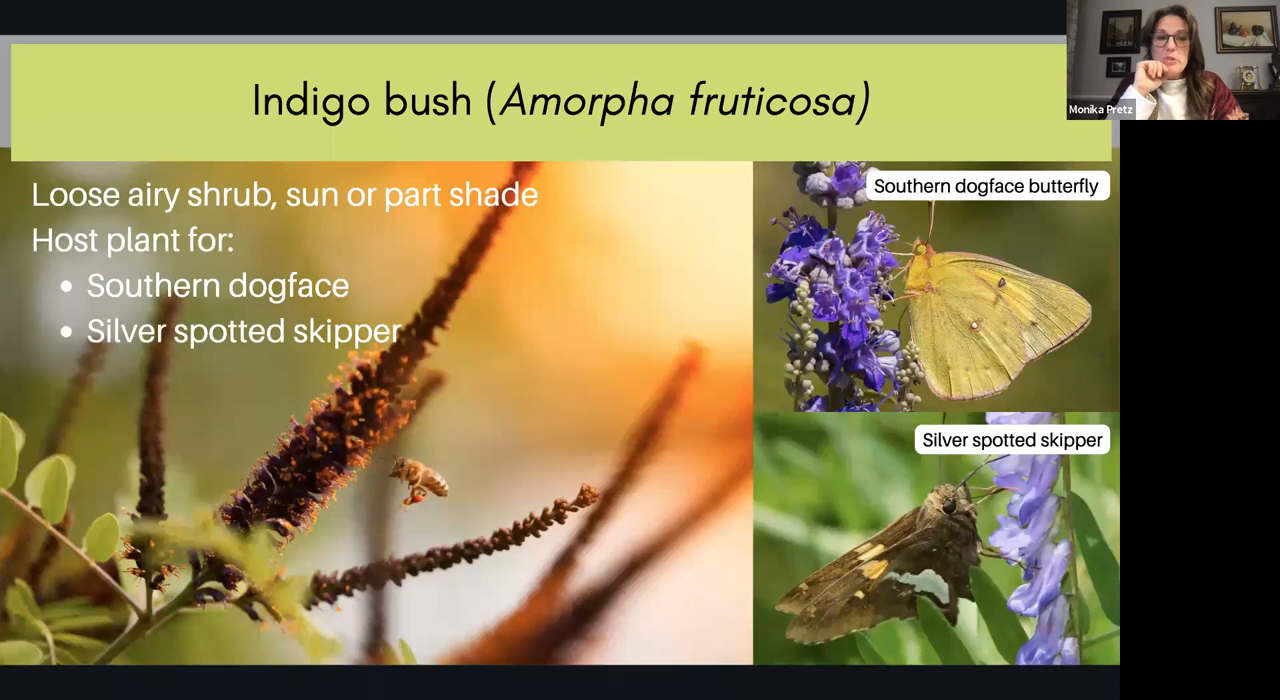 Indigo bush (Amorpha fruticosa)
Monika Pretz
Loose airy shrub, sun or part shade
Host plant for:
• Southern dogface
• Silver spotted skipper
Southern dogface butterfly
Silver spotted skipper